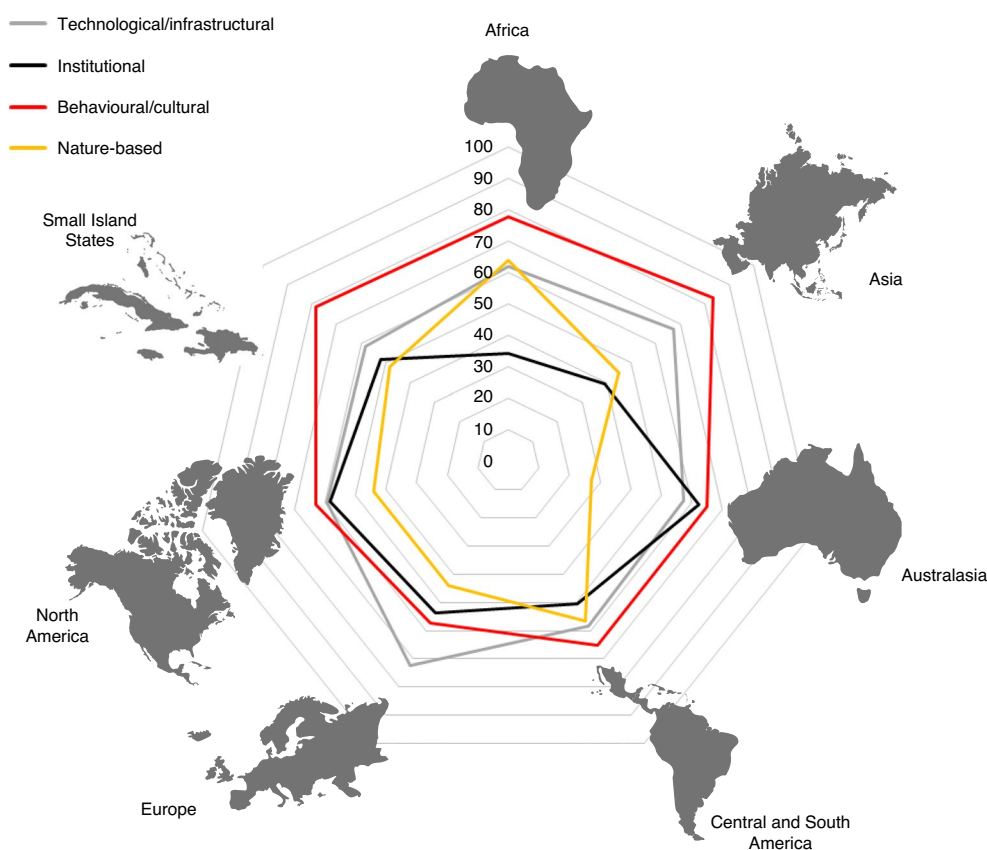 Technological/infrastructural
Institutional
Behavioural/cultural
Nature-based
Africa
100
90
80
70
60
50
40
30
20
10
0
Asia
Australasia
Central and South
America
Europe
North
America
Small Island
States